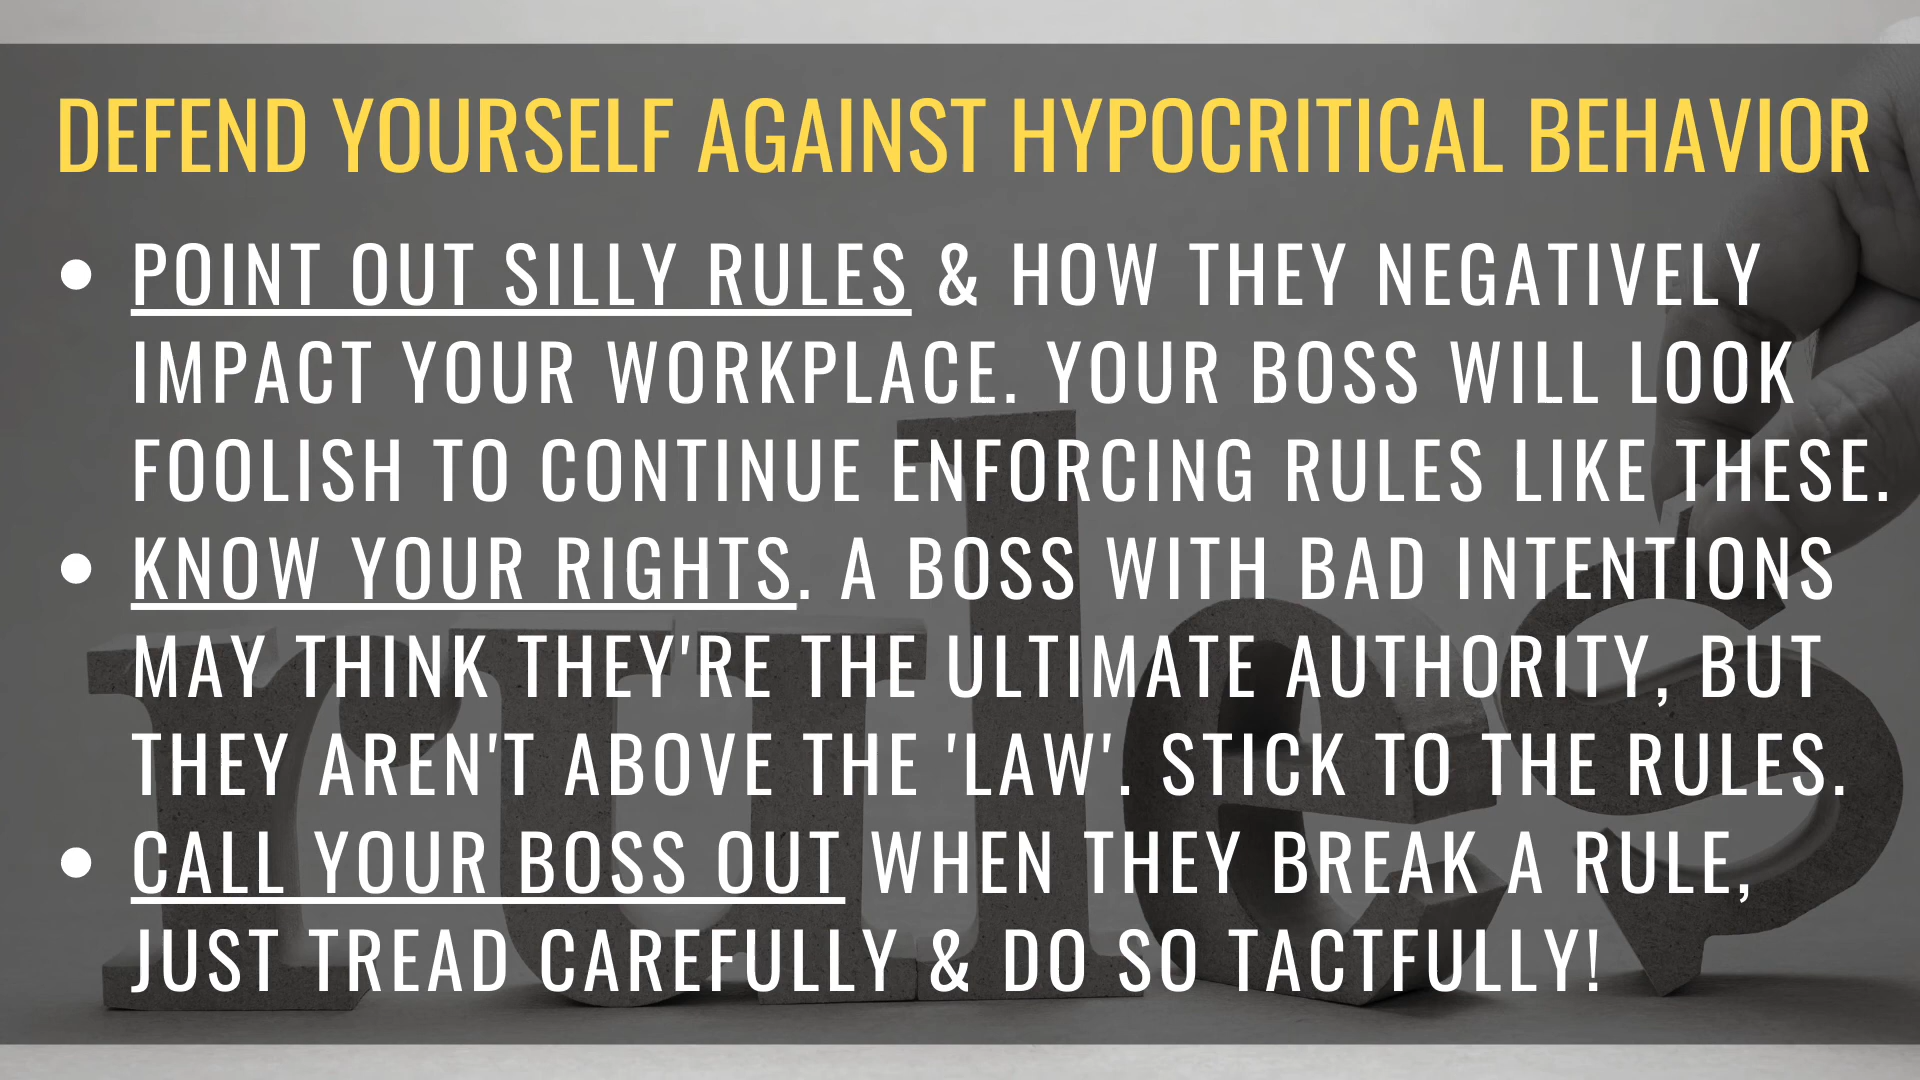 DEFEND YOURSELF AGAINST HYPOCRITICAL BEHAVIOR
• POINT OUT SILLY RULES & HOW THEY NEGATIVELY
IMPACT YOUR WORKPLACE. YOUR BOSS WILL LOOK
FOOLISH TO CONTINUE ENFORCING RULES LIKE THESE.
• KNOW YOUR RIGHTS. A BOSS WITH BAD INTENTIONS
MAY THINK THEY'RE THE ULTIMATE AUTHORITY, BUT
THEY AREN'T ABOVE THE 'LAW'. STICK TO THE RULES.
• CALL YOUR BOSS OUT WHEN THEY BREAK A RULE,
JUST TREAD CAREFULLY & DO SO TACTFULLY!
rules